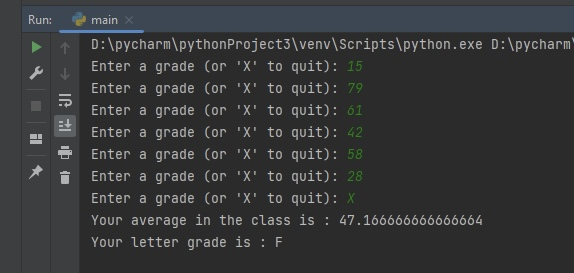 Run: main
D:\pycharm\pythonProject3\venv\Scripts\python.exe D:\pycharm\
Enter a grade (or 'X' to quit): 15
Enter a grade (or 'X' to quit): 79
Enter a grade (or 'X' to quit): 61
Enter a grade (or 'X' to quit): 42
Enter a grade (or 'X' to quit): 58
Enter a grade (or 'X' to quit): 28
Enter a grade (or 'X' to quit): X
Your average in the class is : 47.166666666666664
Your letter grade is : F